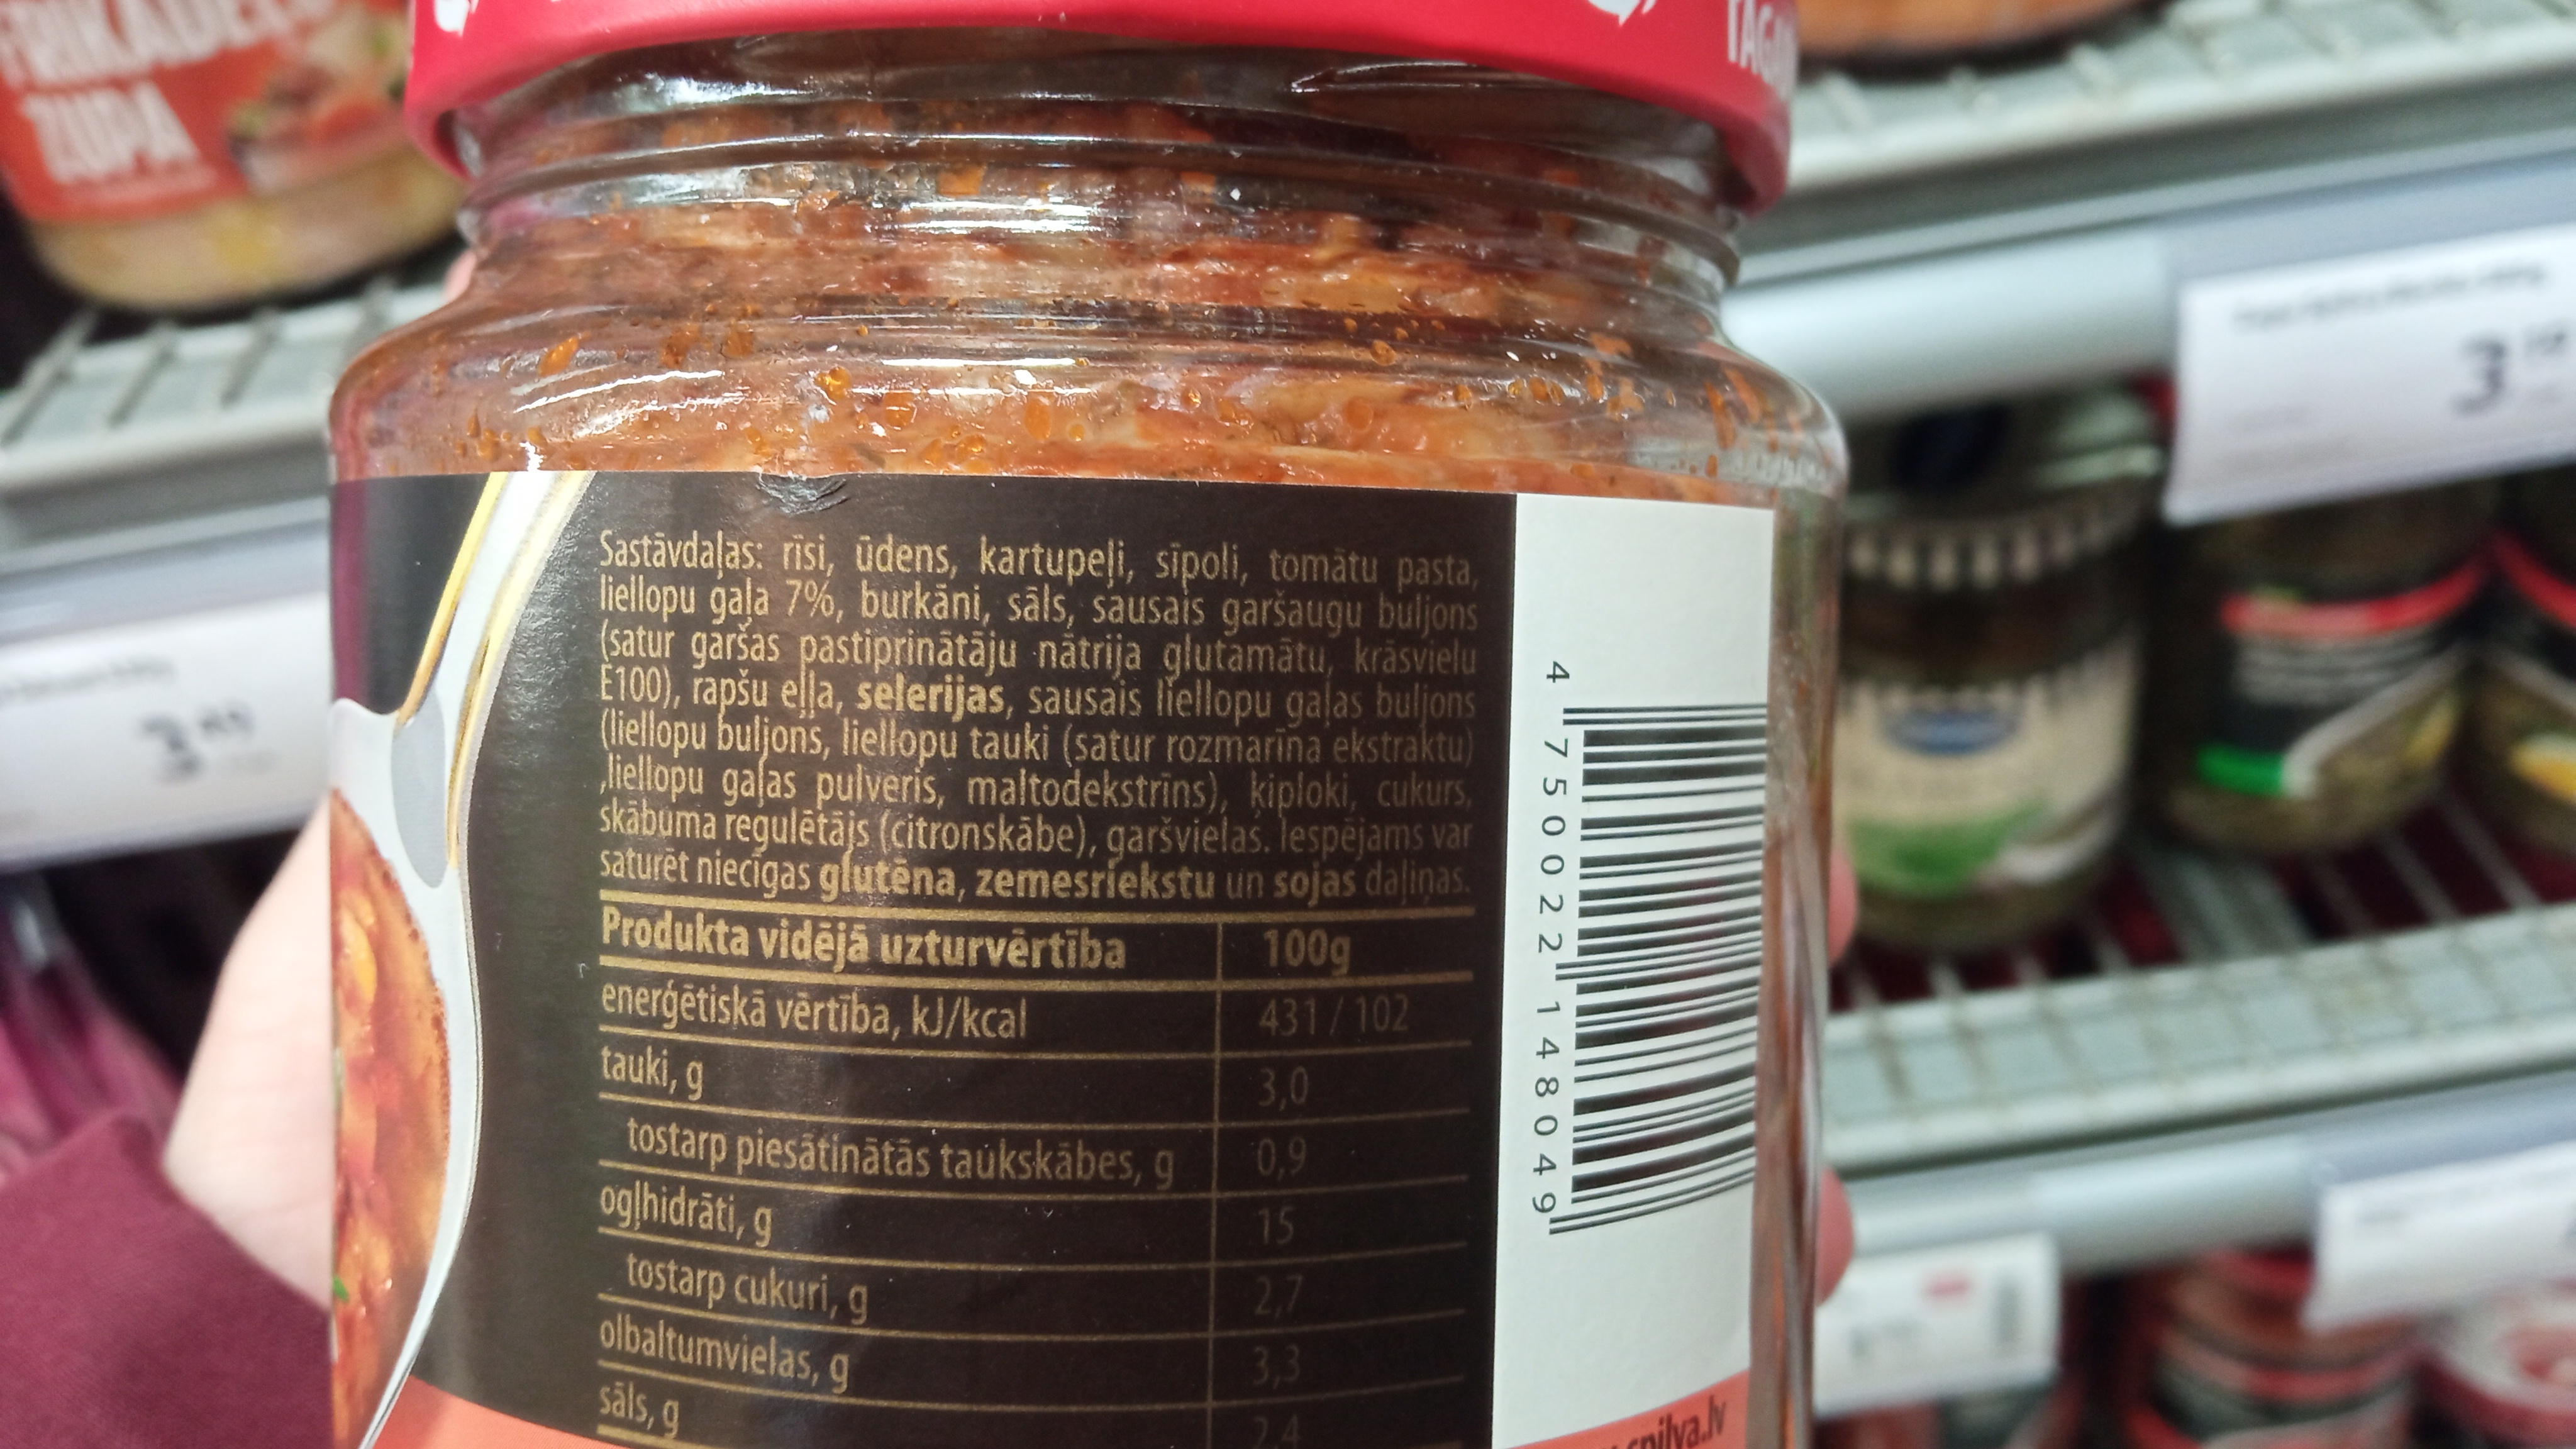 ZUPA
Sastāvdaļas: rīsi, ūdens, kartupeļi, sīpoli, tomātu pasta,
liellopu gaļa 7%, burkāni, sāls, sausais garšaugu buljons
(satur garšas pastiprinātāju nātrija glutamātu, krāsvielu
E100), rapšu eļļa, selerijas, sausais liellopu gaļas buljons
(liellopu buljons, liellopu tauki (satur rozmarīna ekstraktu)
,liellopu gaļas pulveris, maltodekstrīns), ķiploki, cukurs,
skābuma regulētājs (citronskābe), garšvielas. Iespējams var
saturēt niecīgas glutēna, zemesriekstu un sojas daļiņas.
Produkta vidējā uzturvērtība 100g
enerģētiskā vērtība, kJ/kcal 431 / 102
tauki, g 3,0
tostarp piesātinātās taukskābes, g 0,9
ogļhidrāti, g 15
tostarp cukuri, g 2,7
olbaltumvielas, g 3,3
sāls, g 2,4
4 750022 148049
spilva.lv
3